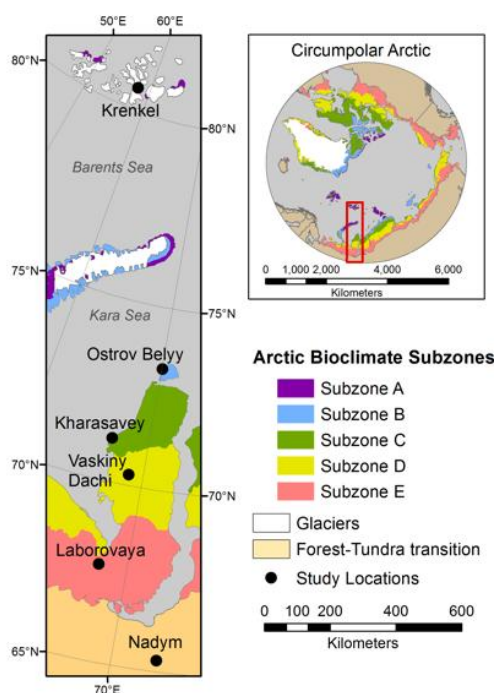 50°E
60°E
80°N
Krenkel
80°N
Barents Sea
75°N
75°N
Kara Sea
Ostrov Belyy
Kharasavey
70°N
Vaskiny
Dachi
70°N
Laborovaya
Nadym
65°N
70°E
Circumpolar Arctic
0 1,000 2,000 4,000 6,000
Kilometers
Arctic Bioclimate Subzones
Subzone A
Subzone B
Subzone C
Subzone D
Subzone E
Glaciers
Forest-Tundra transition
Study Locations
0 100 200 400 600
Kilometers